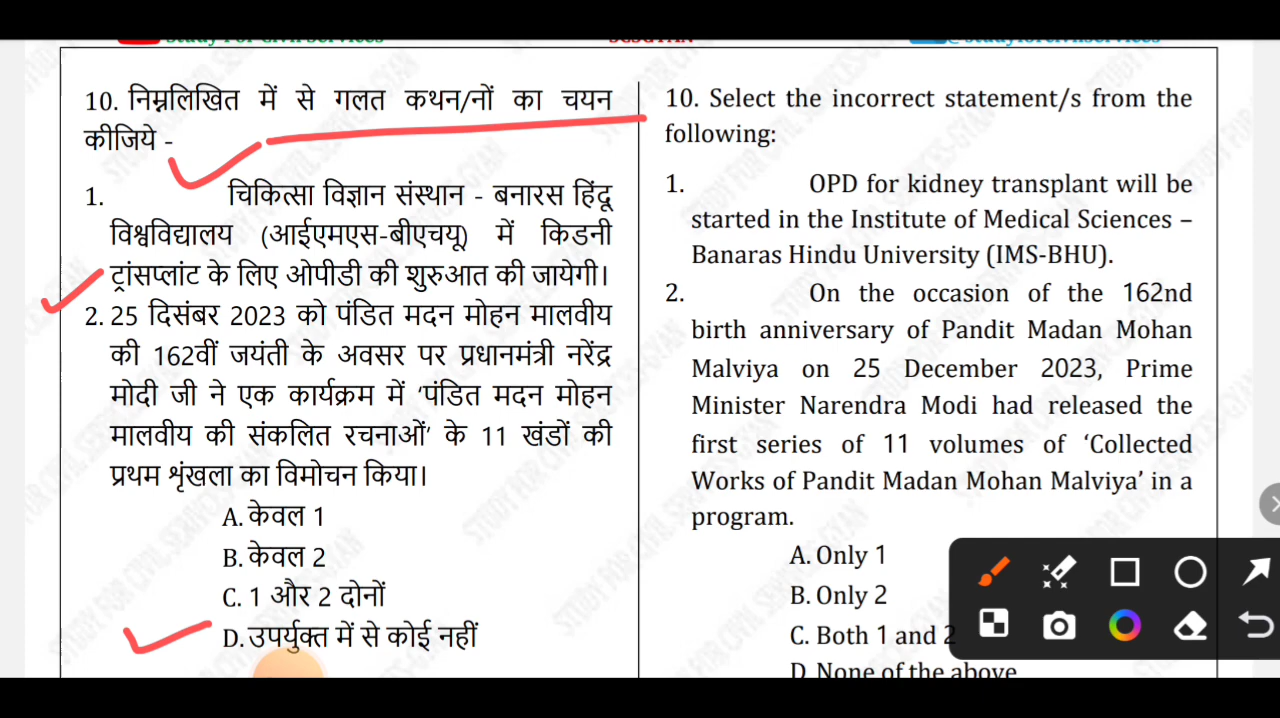 Study For Civil Services
SCSGYAN
@studyforcivilservices
10. निम्नलिखित में से गलत कथन/नों का चयन
कीजिये -
1. चिकित्सा विज्ञान संस्थान - बनारस हिंदू
विश्वविद्यालय (आईएमएस-बीएचयू) में किडनी
ट्रांसप्लांट के लिए ओपीडी की शुरुआत की जायेगी।
2. 25 दिसंबर 2023 को पंडित मदन मोहन मालवीय
की 162वीं जयंती के अवसर पर प्रधानमंत्री नरेंद्र
मोदी जी ने एक कार्यक्रम में 'पंडित मदन मोहन
मालवीय की संकलित रचनाओं' के 11 खंडों की
प्रथम शृंखला का विमोचन किया।
A. केवल 1
B. केवल 2
C. 1 और 2 दोनों
D. उपर्युक्त में से कोई नहीं
10. Select the incorrect statement/s from the
following:
1. OPD for kidney transplant will be
started in the Institute of Medical Sciences –
Banaras Hindu University (IMS-BHU).
2. On the occasion of the 162nd
birth anniversary of Pandit Madan Mohan
Malviya on 25 December 2023, Prime
Minister Narendra Modi had released the
first series of 11 volumes of ‘Collected
Works of Pandit Madan Mohan Malviya’ in a
program.
A. Only 1
B. Only 2
C. Both 1 and 2
D. None of the above